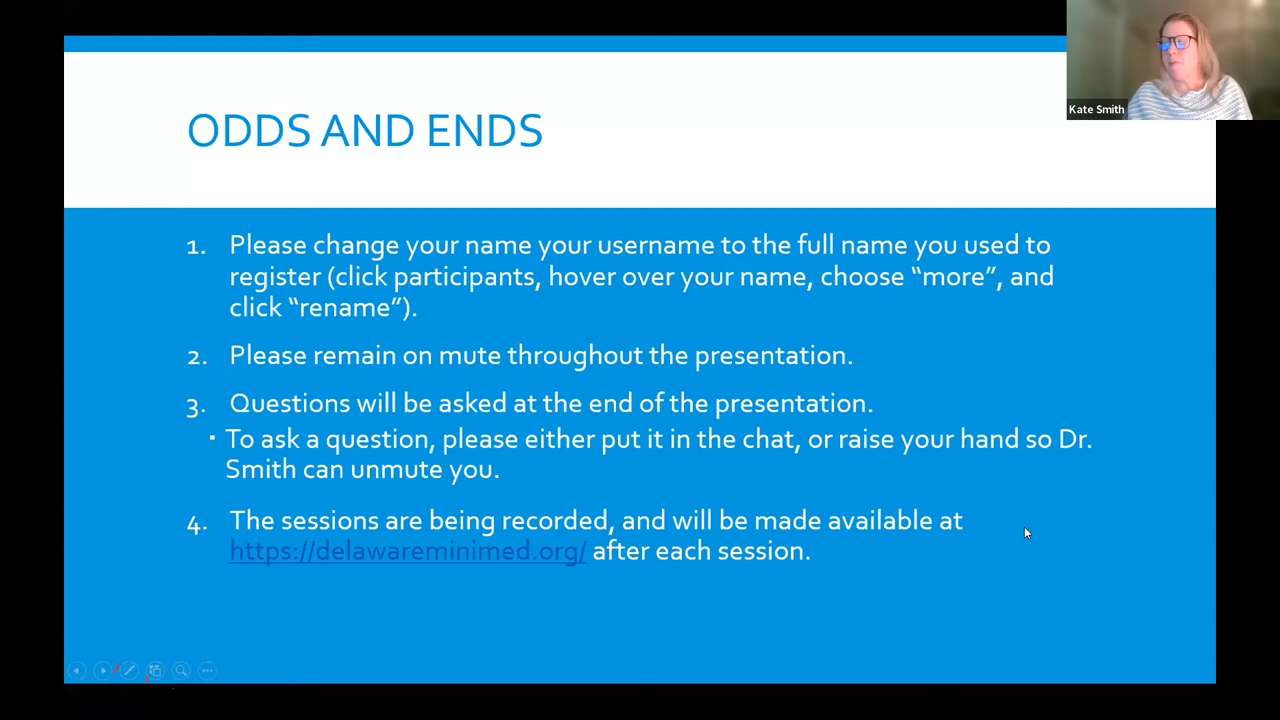 Kate Smith
ODDS AND ENDS
1. Please change your name your username to the full name you used to
register (click participants, hover over your name, choose “more”, and
click “rename”).
2. Please remain on mute throughout the presentation.
3. Questions will be asked at the end of the presentation.
▪ To ask a question, please either put it in the chat, or raise your hand so Dr.
Smith can unmute you.
4. The sessions are being recorded, and will be made available at
https://delawareminimed.org/ after each session.